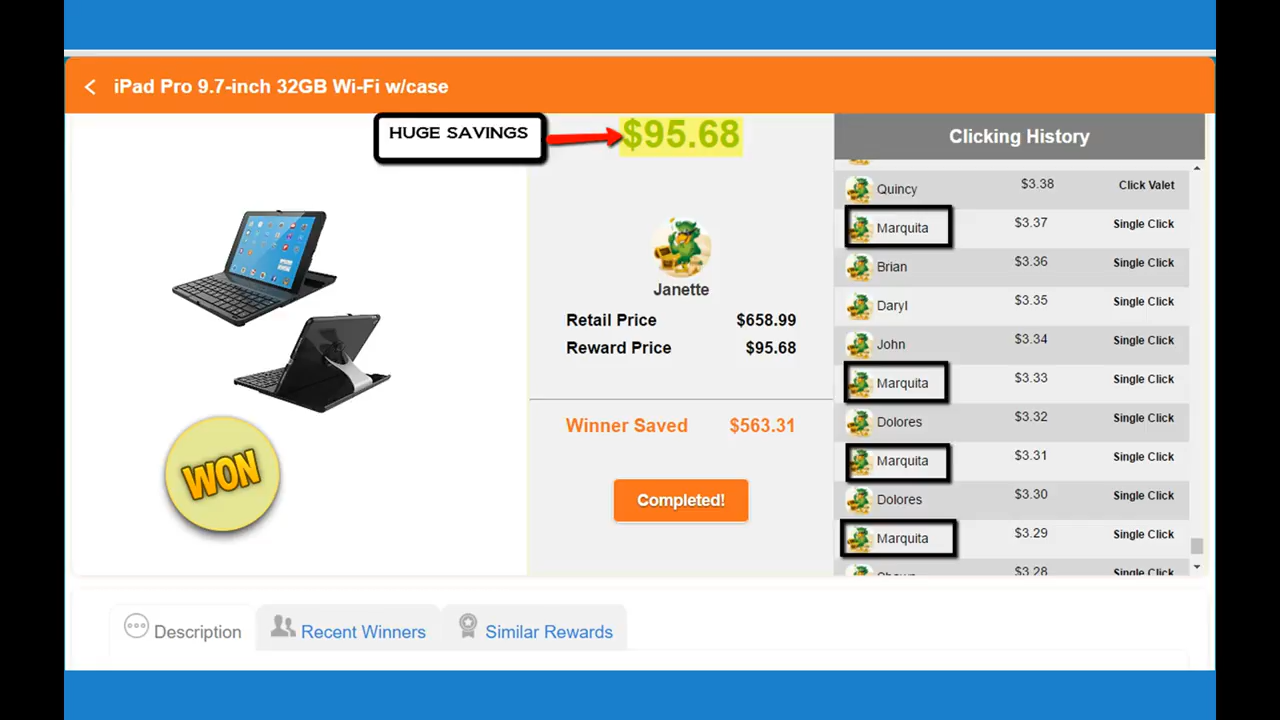 iPad Pro 9.7-inch 32GB Wi-Fi w/case
HUGE SAVINGS
$95.68
Janette
Retail Price $658.99
Reward Price $95.68
Winner Saved $563.31
Completed!
WON
Clicking History
Quincy $3.38 Click Valet
Marquita $3.37 Single Click
Brian $3.36 Single Click
Daryl $3.35 Single Click
John $3.34 Single Click
Marquita $3.33 Single Click
Dolores $3.32 Single Click
Marquita $3.31 Single Click
Dolores $3.30 Single Click
Marquita $3.29 Single Click
$3.28 Single Click
Description Recent Winners Similar Rewards